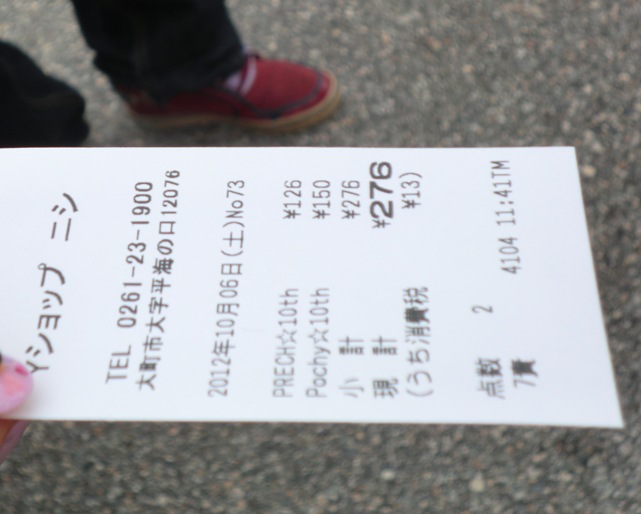 Yショップ ニシ
TEL 0261-23-1900
大町市大字平海の口12076
2012年10月06日(土)No73
PRECH☆10th ¥126
Pochy☆10th ¥150
小 計 ¥276
現 計 ¥276
(うち消費税 ¥13)
点数 2
7責 4104 11:41TM